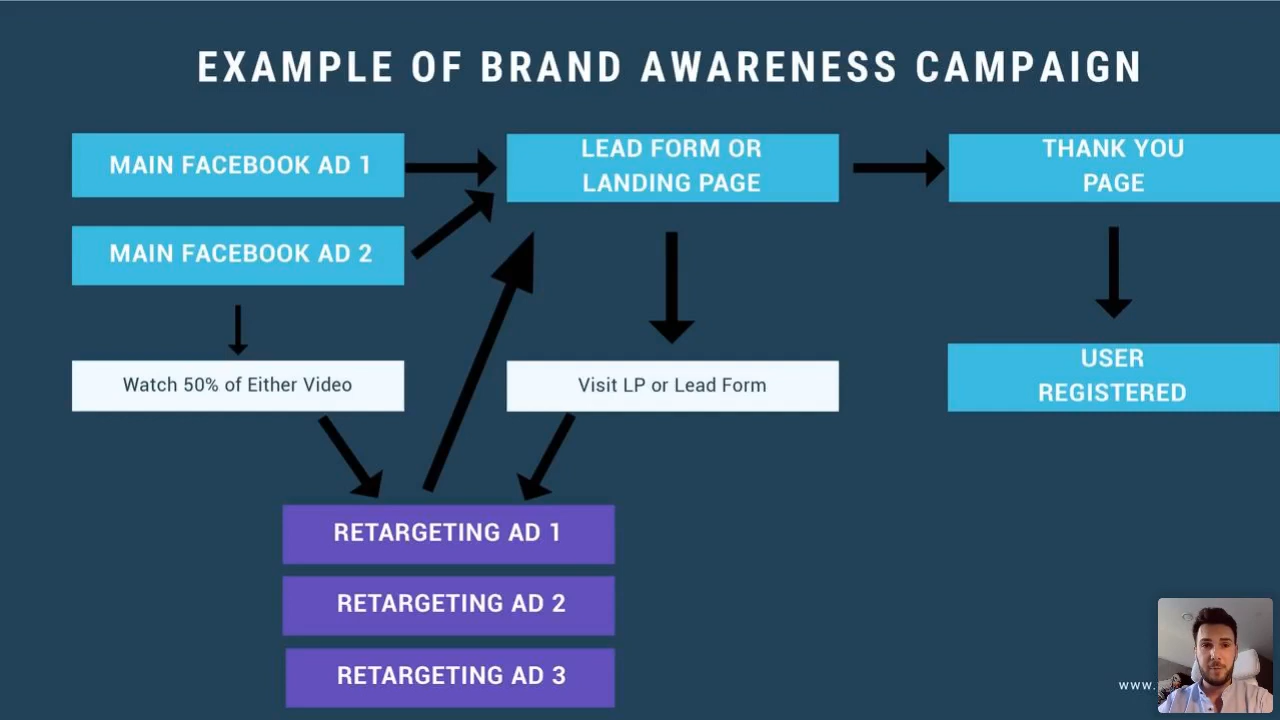 EXAMPLE OF BRAND AWARENESS CAMPAIGN
MAIN FACEBOOK AD 1
LEAD FORM OR
LANDING PAGE
THANK YOU
PAGE
MAIN FACEBOOK AD 2
Watch 50% of Either Video
Visit LP or Lead Form
USER
REGISTERED
RETARGETING AD 1
RETARGETING AD 2
RETARGETING AD 3
www.